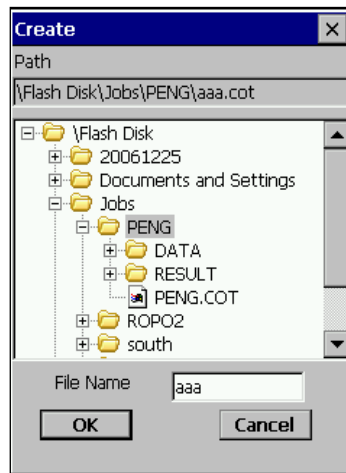 Create
Path
\Flash Disk\Jobs\PENG\aaa.cot
\Flash Disk
20061225
Documents and Settings
Jobs
PENG
DATA
RESULT
PENG.COT
ROPO2
south
File Name
aaa
OK
Cancel